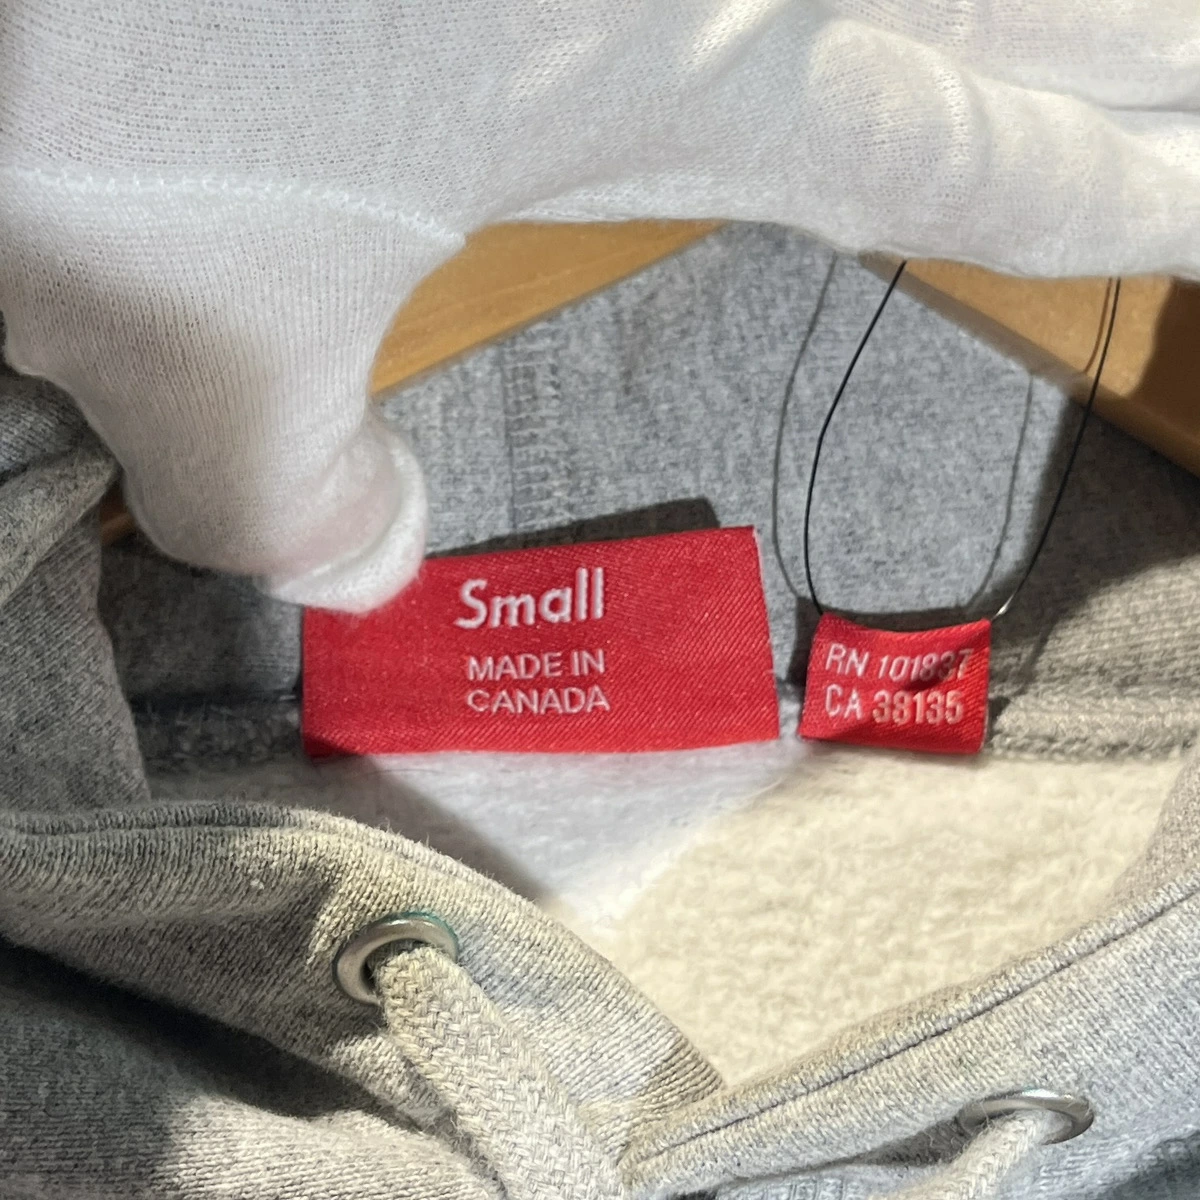 Small
MADE IN
CANADA
RN 101837
CA 38135